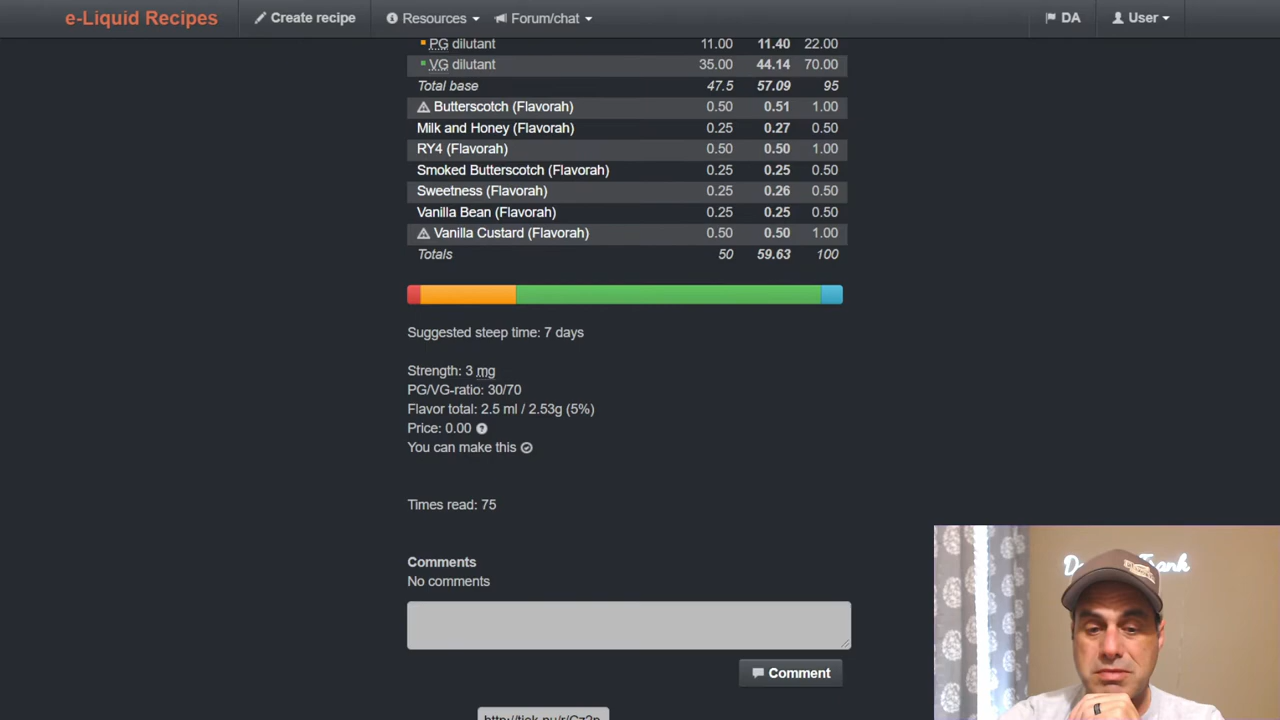 e-Liquid Recipes Create recipe Resources Forum/chat DA User
PG dilutant 11.00 11.40 22.00
VG dilutant 35.00 44.14 70.00
Total base 47.5 57.09 95
Butterscotch (Flavorah) 0.50 0.51 1.00
Milk and Honey (Flavorah) 0.25 0.27 0.50
RY4 (Flavorah) 0.50 0.50 1.00
Smoked Butterscotch (Flavorah) 0.25 0.25 0.50
Sweetness (Flavorah) 0.25 0.26 0.50
Vanilla Bean (Flavorah) 0.25 0.25 0.50
Vanilla Custard (Flavorah) 0.50 0.50 1.00
Totals 50 59.63 100
Suggested steep time: 7 days
Strength: 3 mg
PG/VG-ratio: 30/70
Flavor total: 2.5 ml / 2.53g (5%)
Price: 0.00
You can make this
Times read: 75
Comments
No comments
Comment